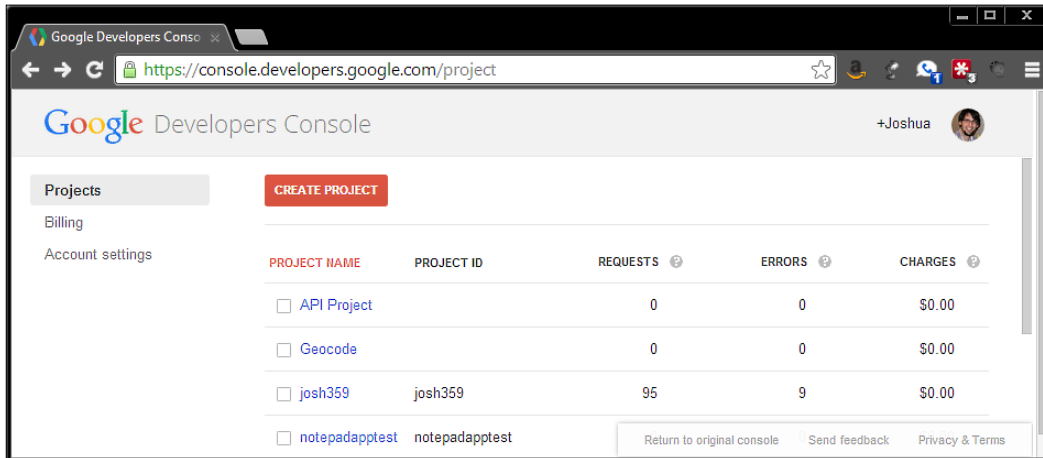 Google Developers Conso
https://console.developers.google.com/project
1
3
Google Developers Console
+Joshua
Projects
Billing
Account settings
CREATE PROJECT
PROJECT NAME PROJECT ID REQUESTS ? ERRORS ? CHARGES ?
API Project 0 0 $0.00
Geocode 0 0 $0.00
josh359 josh359 95 9 $0.00
notepadapptest notepadapptest
Return to original console Send feedback Privacy & Terms